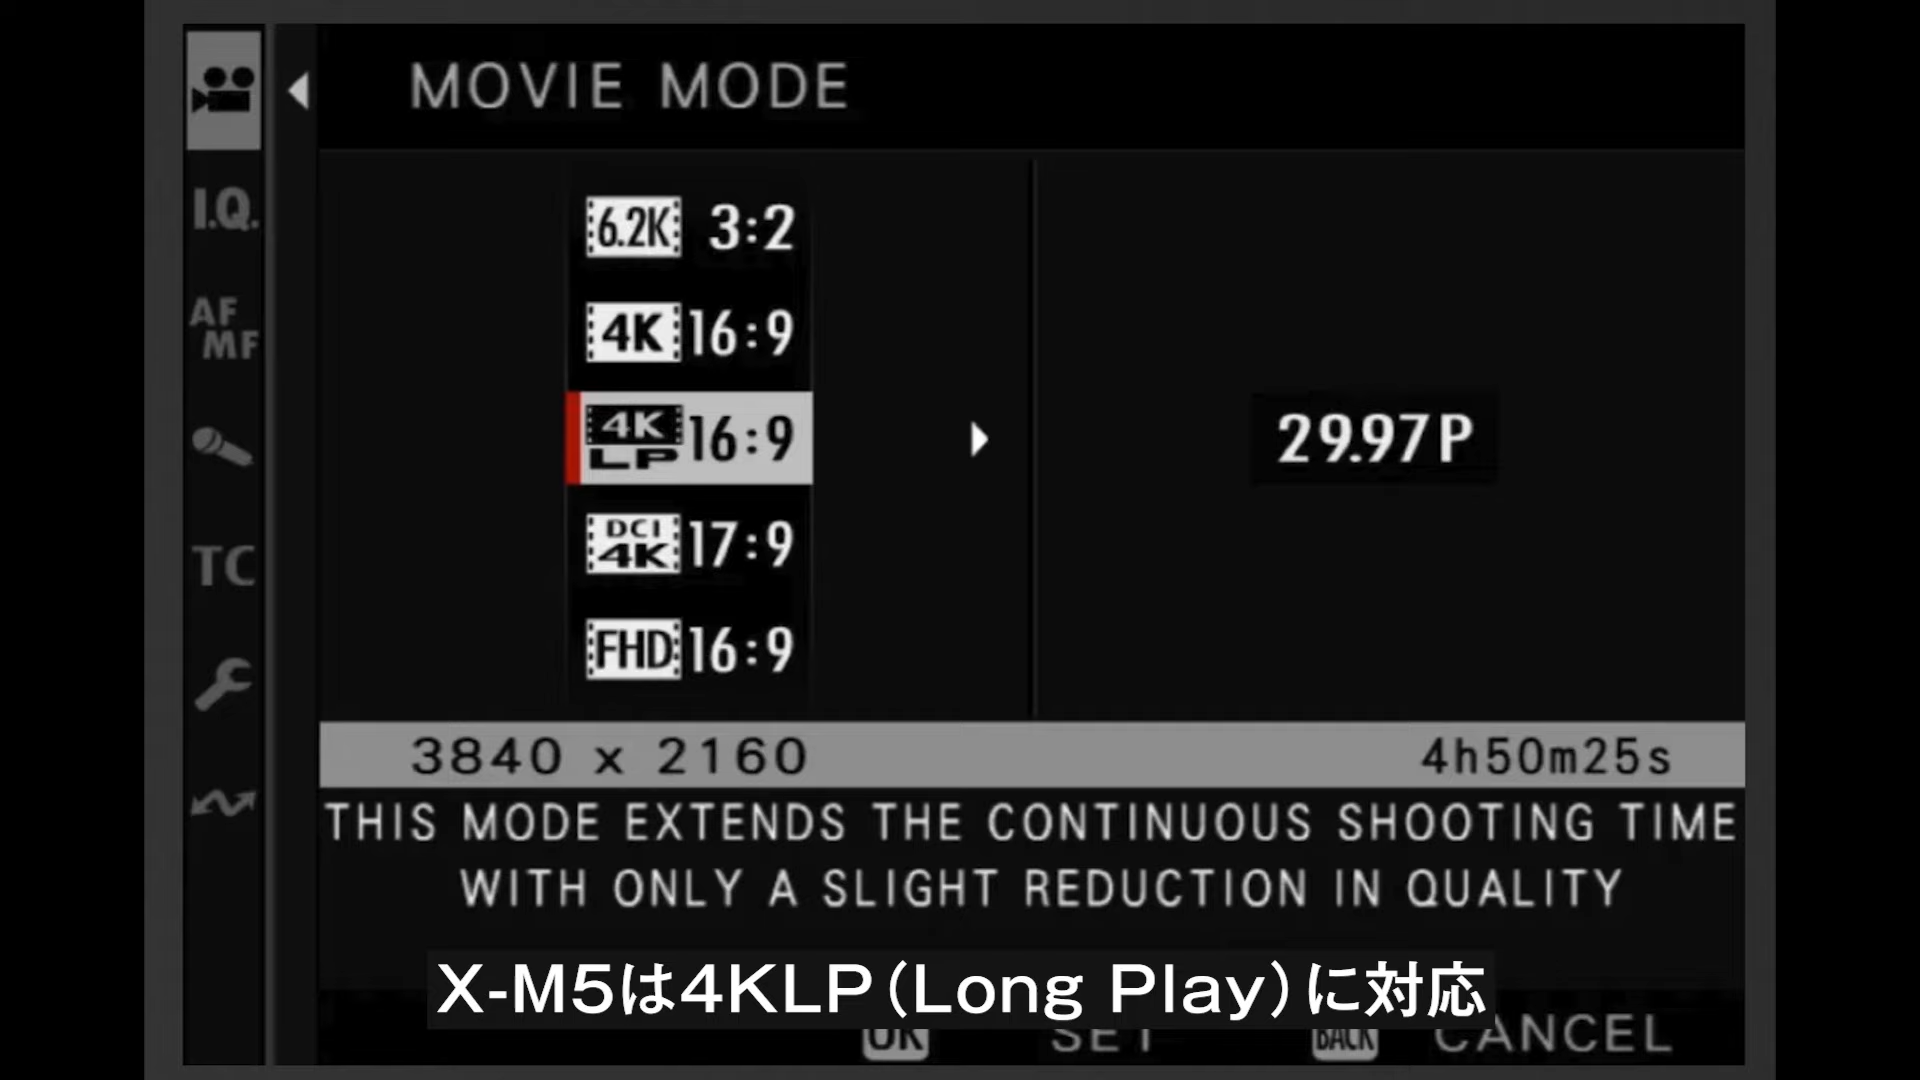 MOVIE MODE
I.Q.
AF
MF
TC
6.2K 3:2
4K 16:9
4K LP 16:9
DCI 4K 17:9
FHD 16:9
29.97P
3840 x 2160 4h50m25s
THIS MODE EXTENDS THE CONTINUOUS SHOOTING TIME
WITH ONLY A SLIGHT REDUCTION IN QUALITY
X-M5は4KLP（Long Play）に対応
OK SET BACK CANCEL